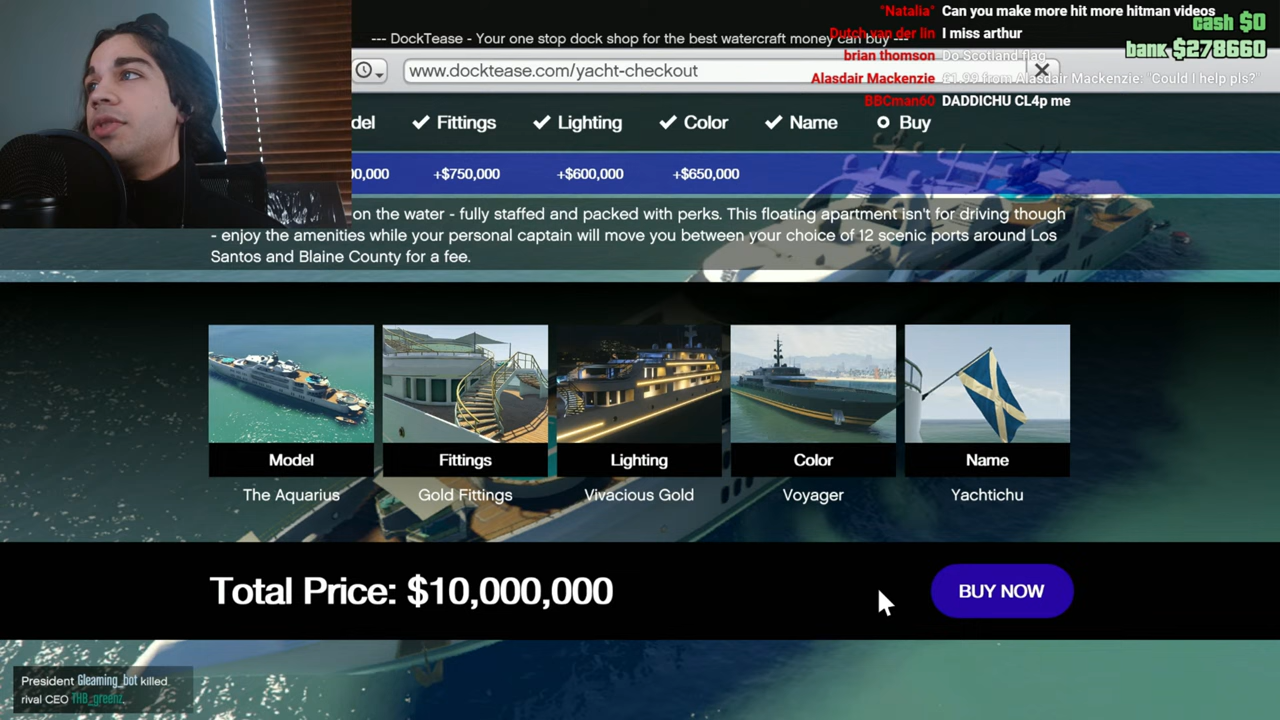 "Natalia" Can you make more hit more hitman videos
cash $0
--- DockTease - Your one stop dock shop for the best watercraft money can buy ---
Dutch van der lin I miss arthur
bank $278660
brian thomson Do Scotland flag
www.docktease.com/yacht-checkout
Alasdair Mackenzie £1.99 from Alasdair Mackenzie: "Could I help pls?"
BBCman60 DADDICHU CL4p me
del Fittings Lighting Color Name Buy
00,000 +$750,000 +$600,000 +$650,000
on the water - fully staffed and packed with perks. This floating apartment isn't for driving though
- enjoy the amenities while your personal captain will move you between your choice of 12 scenic ports around Los
Santos and Blaine County for a fee.
Model Fittings Lighting Color Name
The Aquarius Gold Fittings Vivacious Gold Voyager Yachtichu
Total Price: $10,000,000
BUY NOW
President Gleaming_bot killed
rival CEO THB_greenz.